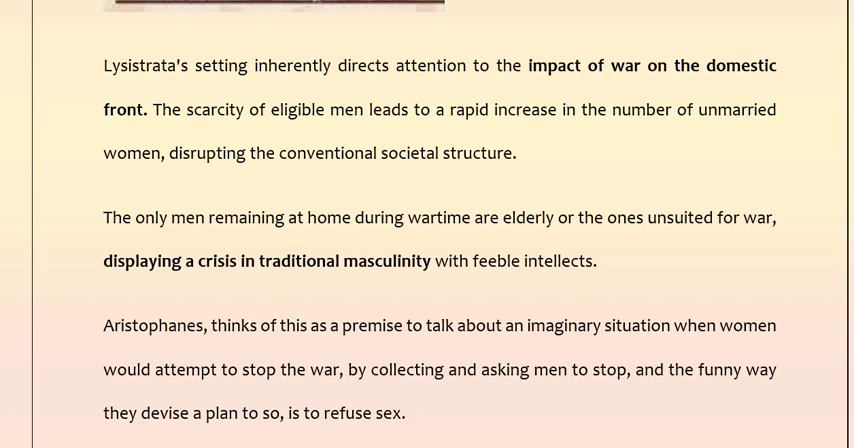 Lysistrata's setting inherently directs attention to the impact of war on the domestic
front. The scarcity of eligible men leads to a rapid increase in the number of unmarried
women, disrupting the conventional societal structure.
The only men remaining at home during wartime are elderly or the ones unsuited for war,
displaying a crisis in traditional masculinity with feeble intellects.
Aristophanes, thinks of this as a premise to talk about an imaginary situation when women
would attempt to stop the war, by collecting and asking men to stop, and the funny way
they devise a plan to so, is to refuse sex.